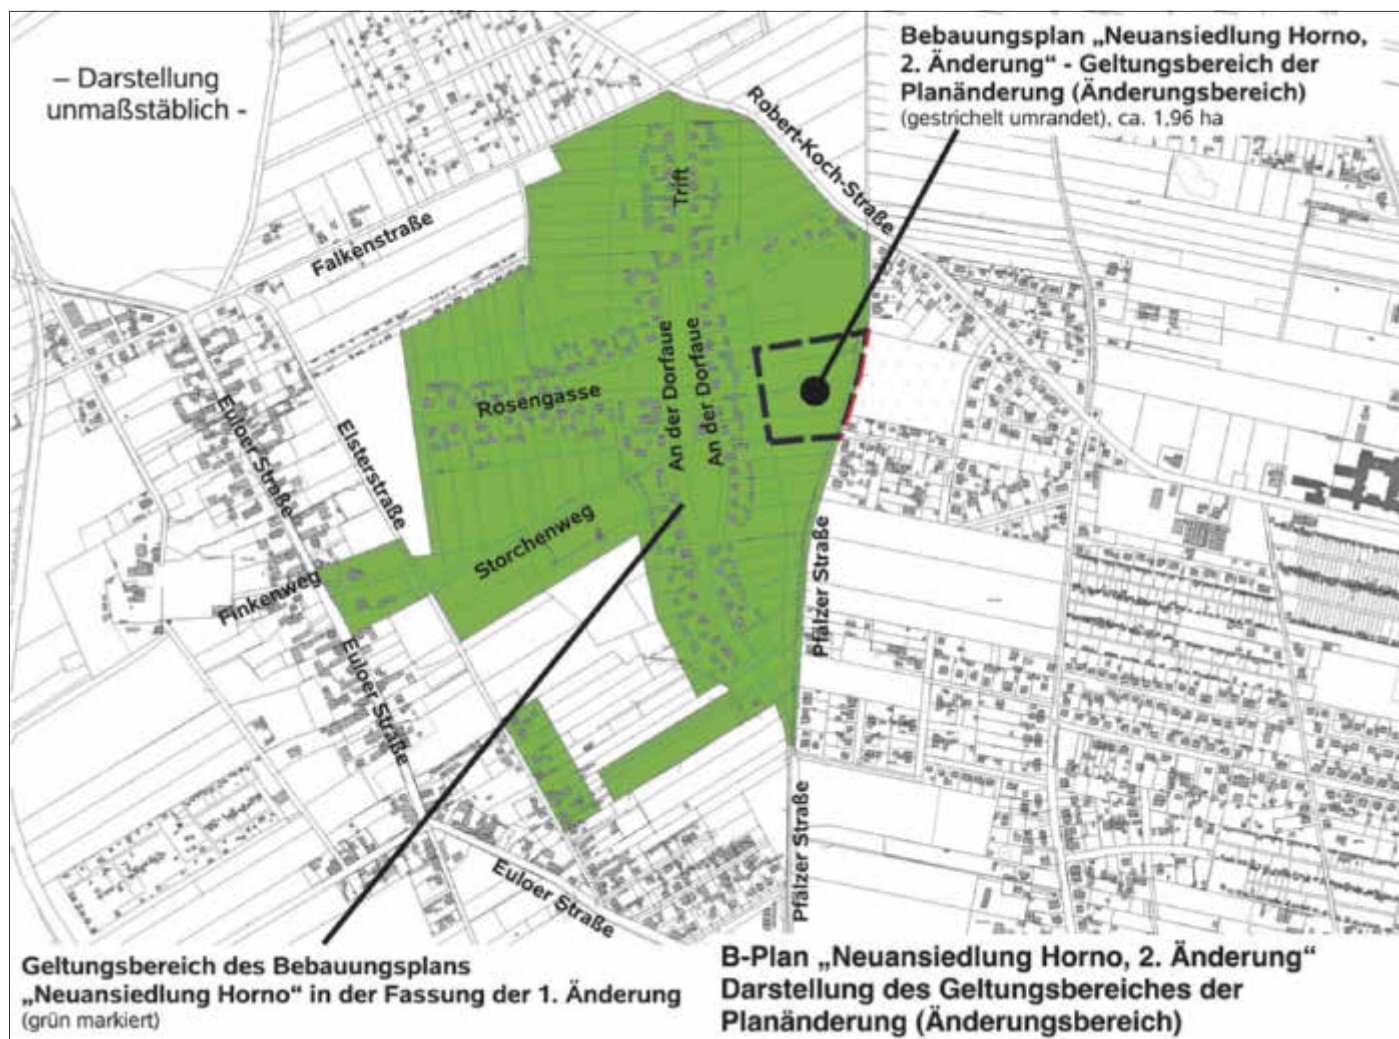 – Darstellung
unmaßstäblich -
Bebauungsplan „Neuansiedlung Horno,
2. Änderung“ - Geltungsbereich der
Planänderung (Änderungsbereich)
(gestrichelt umrandet), ca. 1,96 ha
Robert-Koch-Straße
Trift
Falkenstraße
An der Dorfaue
An der Dorfaue
Rosengasse
Euloer Straße
Elsterstraße
Storchenweg
Finkenweg
Pfälzer Straße
Euloer Straße
Pfälzer Straße
Euloer Straße
Geltungsbereich des Bebauungsplans
„Neuansiedlung Horno“ in der Fassung der 1. Änderung
(grün markiert)
B-Plan „Neuansiedlung Horno, 2. Änderung“
Darstellung des Geltungsbereiches der
Planänderung (Änderungsbereich)